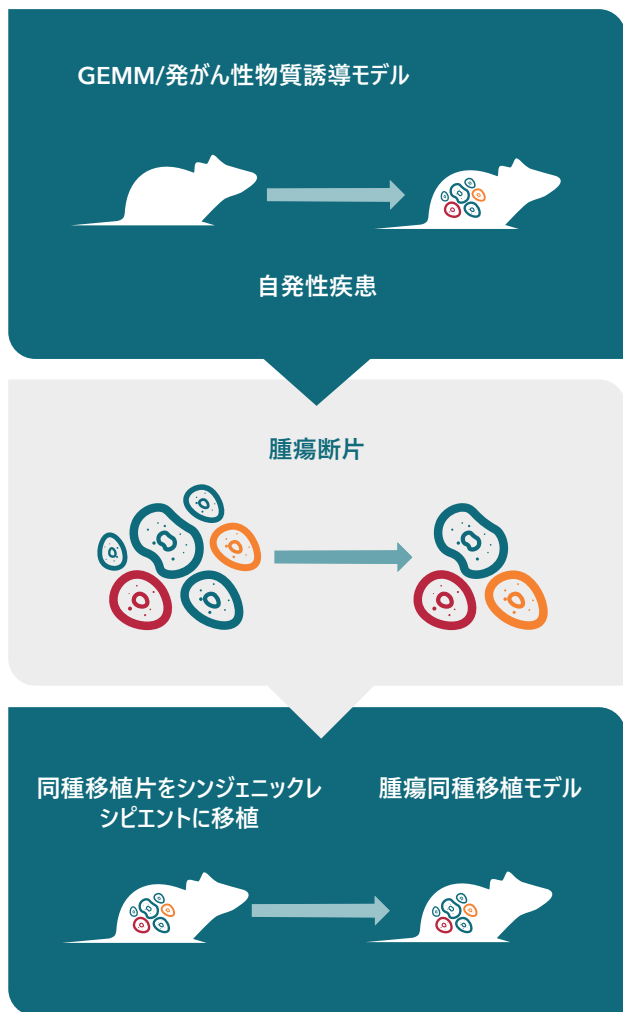 GEMM/発がん性物質誘導モデル
自発性疾患
腫瘍断片
同種移植片をシンジェニックレ
シピエントに移植
腫瘍同種移植モデル